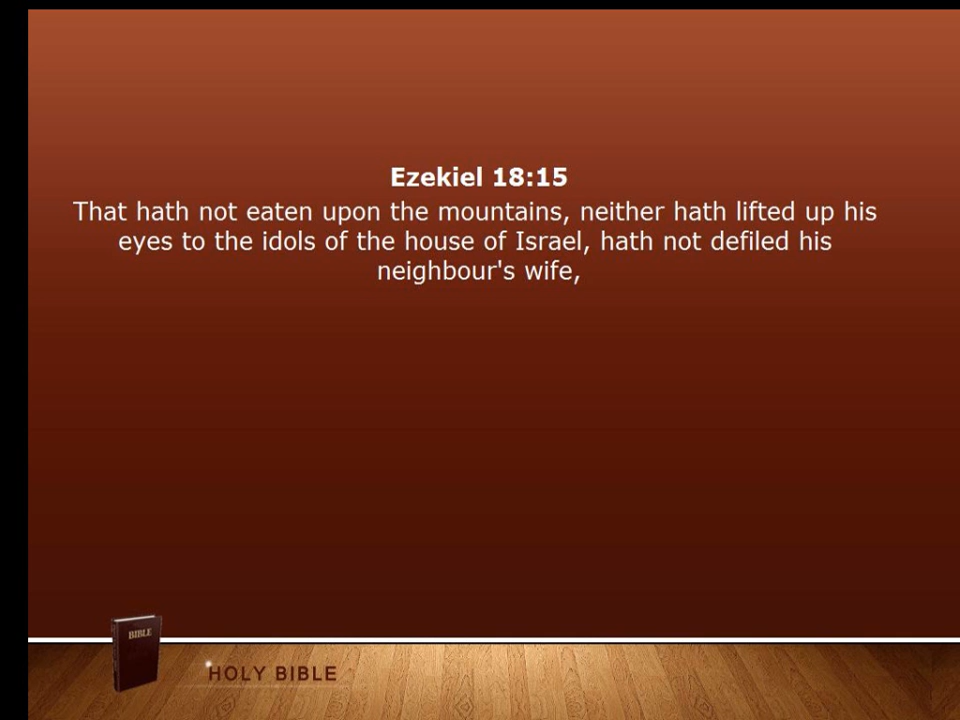 Ezekiel 18:15
That hath not eaten upon the mountains, neither hath lifted up his
eyes to the idols of the house of Israel, hath not defiled his
neighbour's wife,
BIBLE
HOLY BIBLE